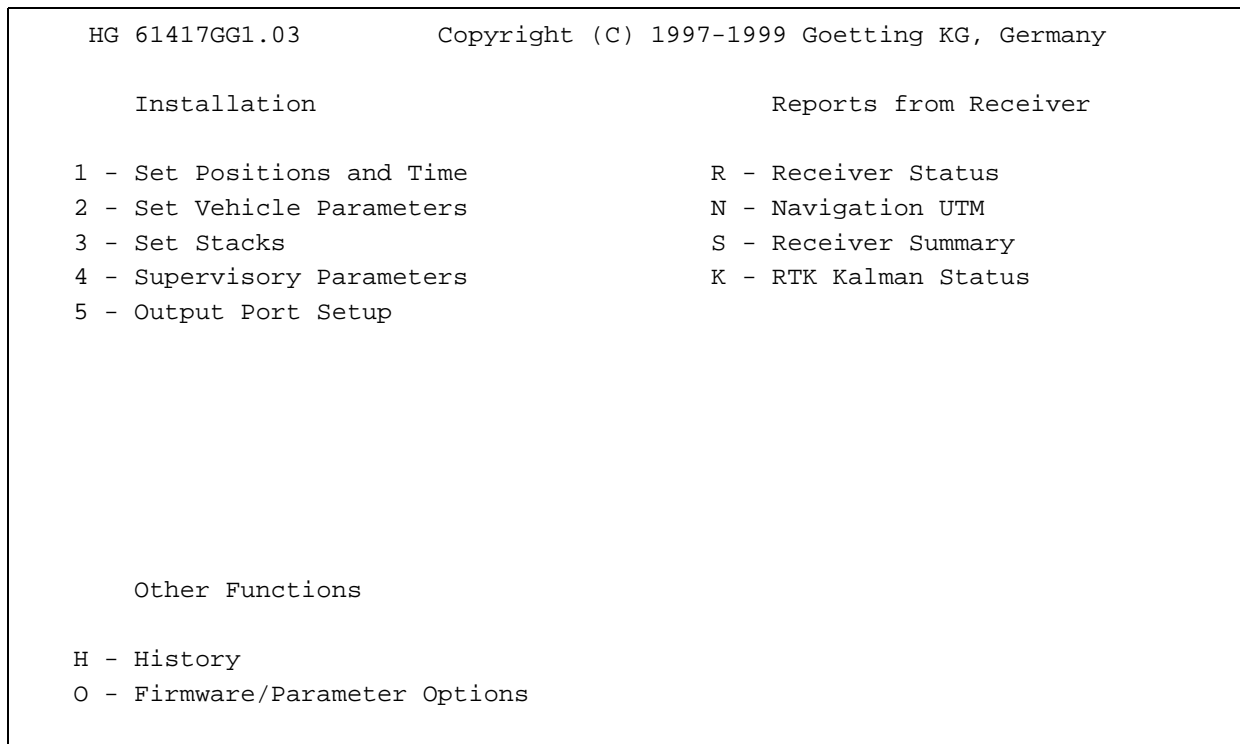 HG 61417GG1.03 Copyright (C) 1997-1999 Goetting KG, Germany
Installation Reports from Receiver
1 - Set Positions and Time R - Receiver Status
2 - Set Vehicle Parameters N - Navigation UTM
3 - Set Stacks S - Receiver Summary
4 - Supervisory Parameters K - RTK Kalman Status
5 - Output Port Setup
Other Functions
H - History
O - Firmware/Parameter Options